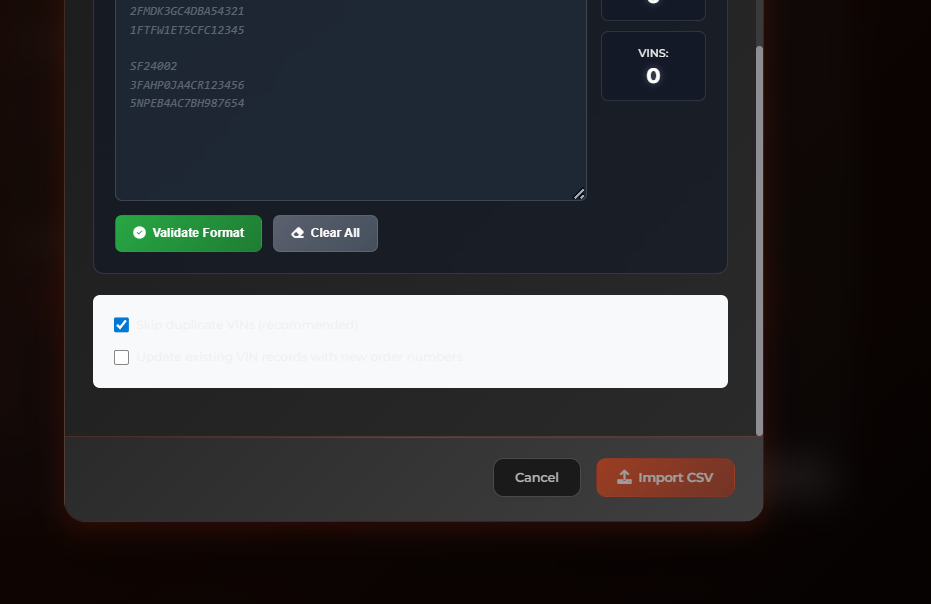 2FMDK3GC4DBA54321
1FTFW1ET5CFC12345
SF24002
3FAHP0JA4CR123456
5NPEB4AC7BH987654
VINS:
0
Validate Format
Clear All
Skip duplicate VINs (recommended)
Update existing VIN records with new order numbers
Cancel
Import CSV